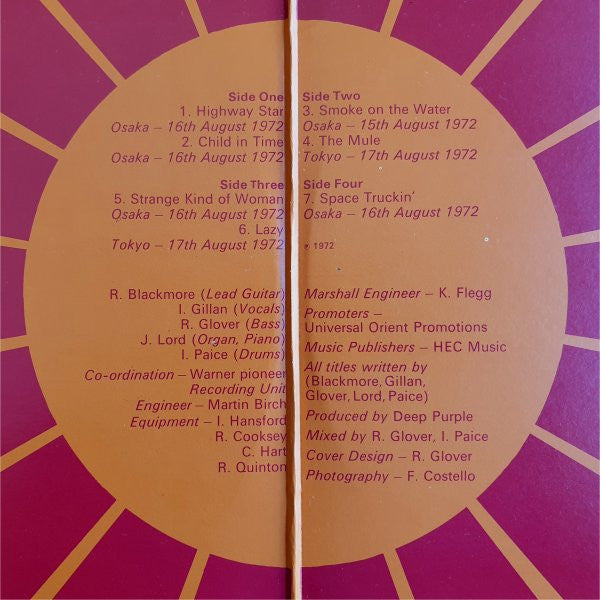 Side One
1. Highway Star
Osaka – 16th August 1972
2. Child in Time
Osaka – 16th August 1972
Side Two
3. Smoke on the Water
Osaka – 15th August 1972
4. The Mule
Tokyo – 17th August 1972
Side Three
5. Strange Kind of Woman
Osaka – 16th August 1972
6. Lazy
Tokyo – 17th August 1972
Side Four
7. Space Truckin'
Osaka – 16th August 1972
℗ 1972
R. Blackmore (Lead Guitar)
I. Gillan (Vocals)
R. Glover (Bass)
J. Lord (Organ, Piano)
I. Paice (Drums)
Co-ordination – Warner pioneer
Recording Unit
Engineer – Martin Birch
Equipment – I. Hansford
R. Cooksey
C. Hart
R. Quinton
Marshall Engineer – K. Flegg
Promoters –
Universal Orient Promotions
Music Publishers – HEC Music
All titles written by
(Blackmore, Gillan,
Glover, Lord, Paice)
Produced by Deep Purple
Mixed by R. Glover, I. Paice
Cover Design – R. Glover
Photography – F. Costello